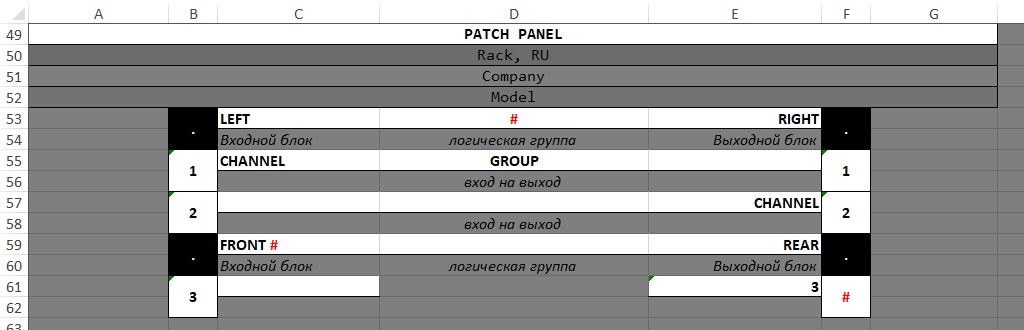 A B C D E F G
49 PATCH PANEL
50 Rack, RU
51 Company
52 Model
53 . LEFT # RIGHT .
54 Входной блок логическая группа Выходной блок
55 1 CHANNEL GROUP 1
56 вход на выход
57 2 CHANNEL 2
58 вход на выход
59 . FRONT # REAR .
60 Входной блок логическая группа Выходной блок
61 3 3 #
62
63